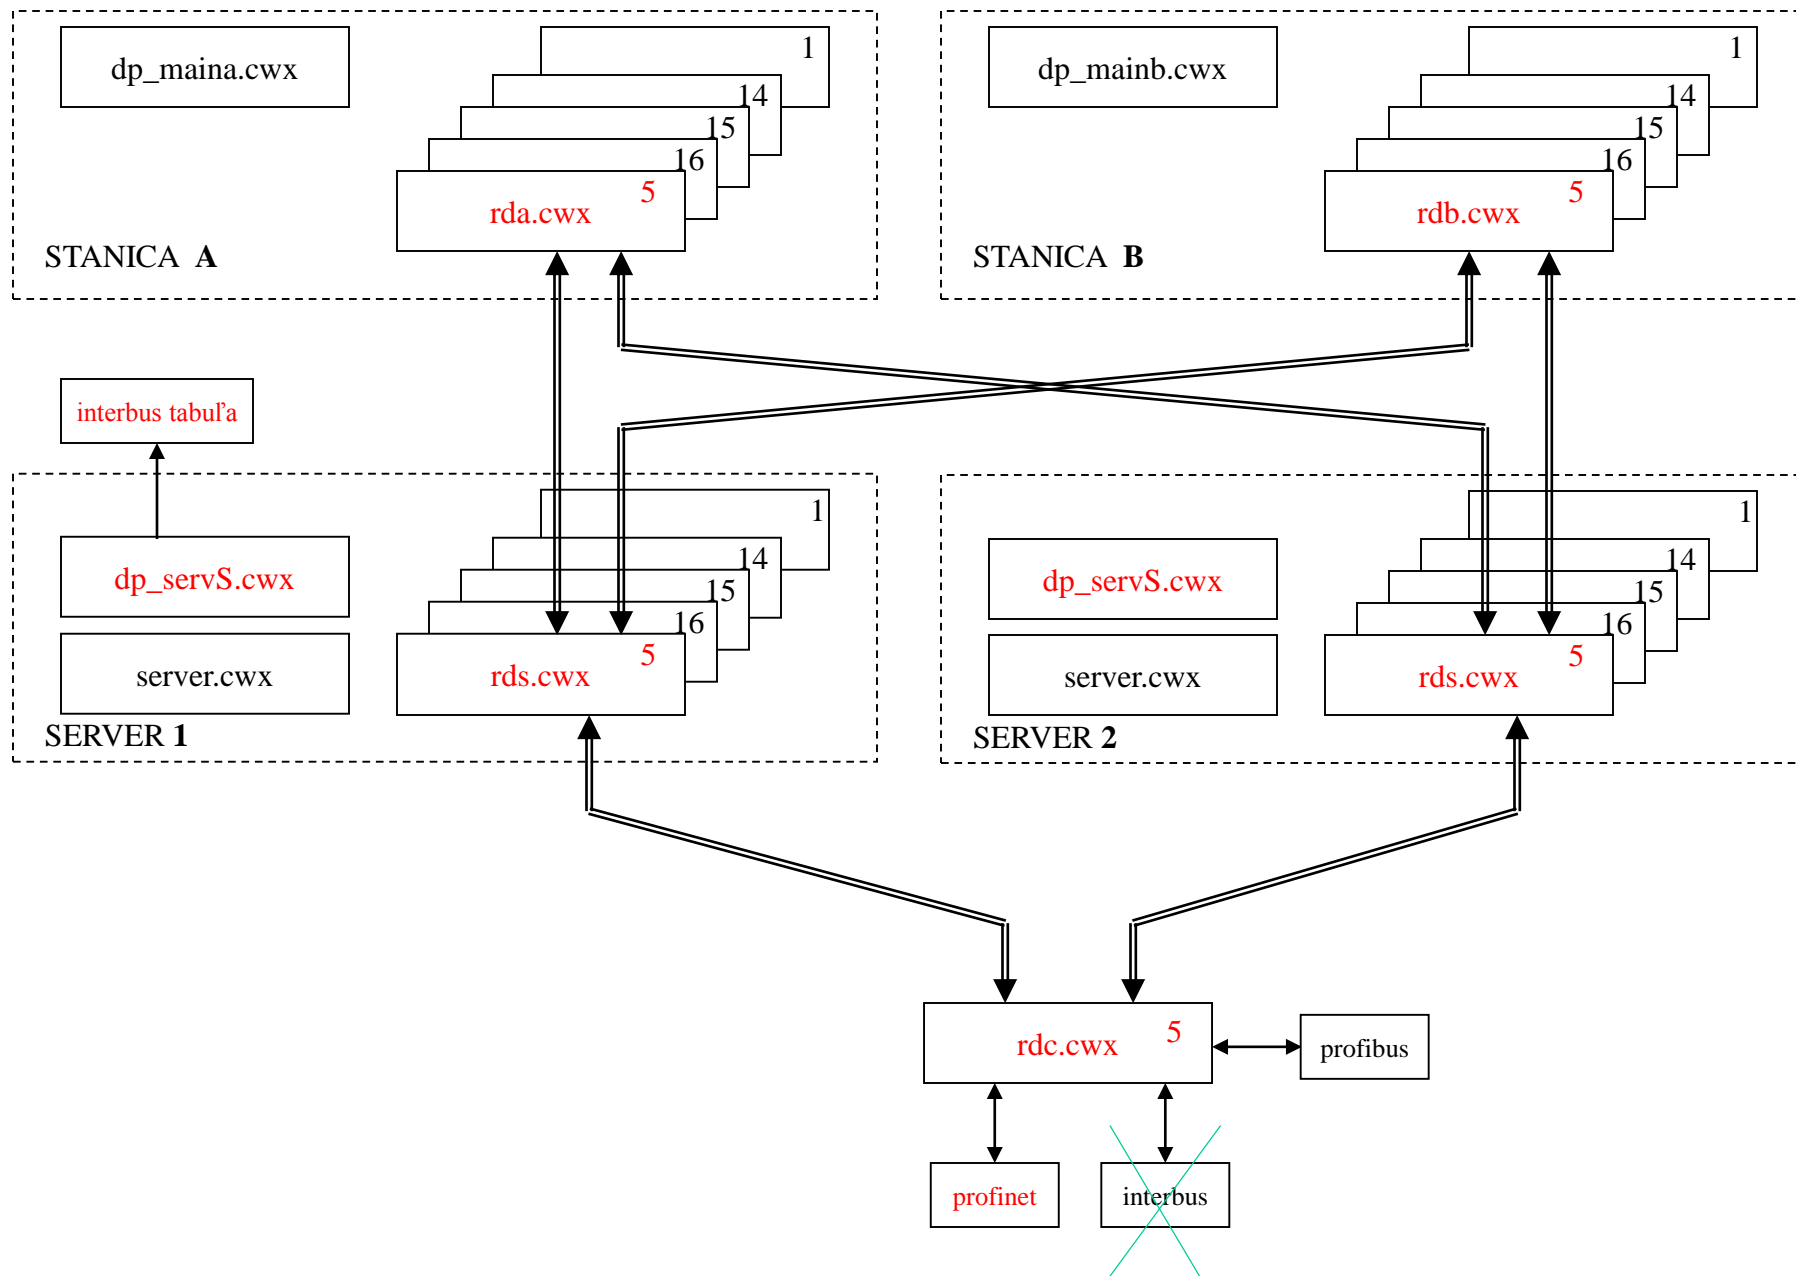 dp_maina.cwx
1
14
15
16
5
rda.cwx
STANICA A
dp_mainb.cwx
1
14
15
16
5
rdb.cwx
STANICA B
interbus tabuľa
dp_servS.cwx
server.cwx
1
14
15
16
5
rds.cwx
SERVER 1
dp_servS.cwx
server.cwx
1
14
15
16
5
rds.cwx
SERVER 2
rdc.cwx
5
profibus
profinet
interbus